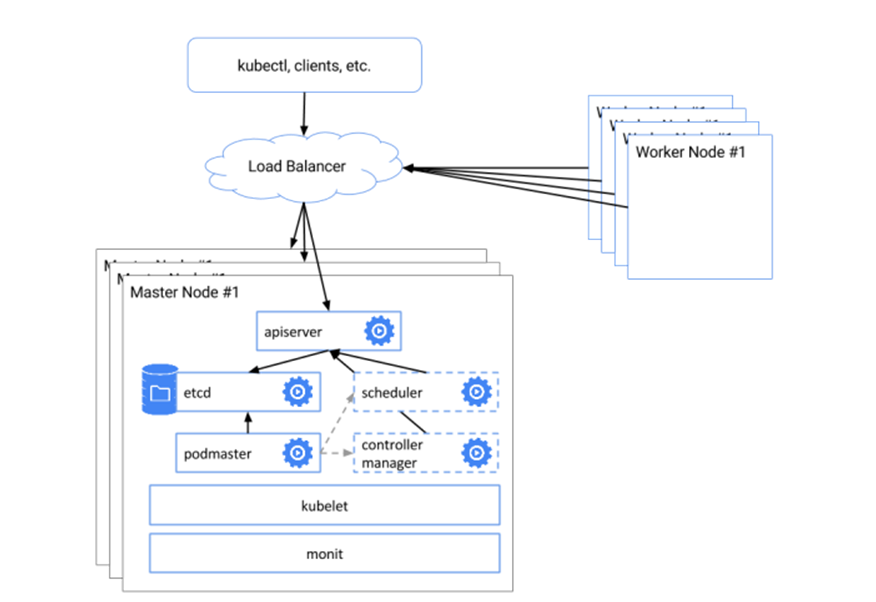 kubectl, clients, etc.
Load Balancer
Worker Node #1
Master Node #1
apiserver
etcd
scheduler
podmaster
controller
manager
kubelet
monit